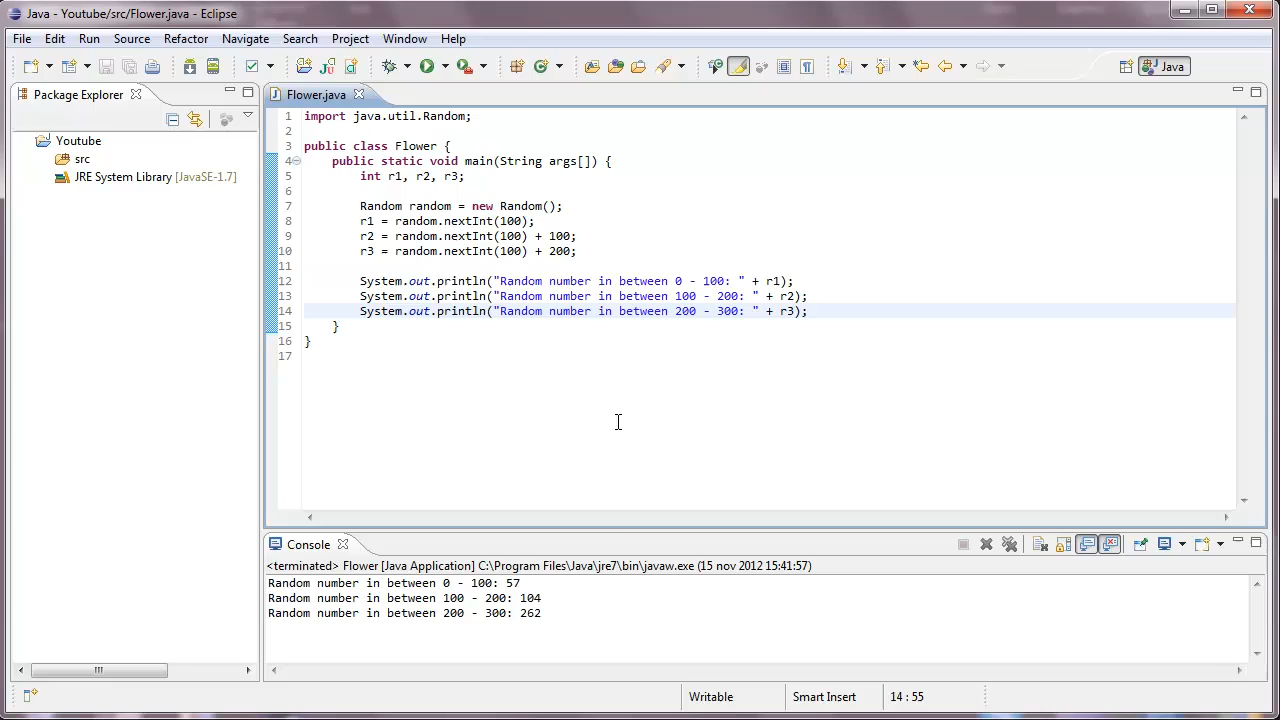 Java - Youtube/src/Flower.java - Eclipse
File Edit Run Source Refactor Navigate Search Project Window Help
Java
Package Explorer
Youtube
src
JRE System Library [JavaSE-1.7]
Flower.java
1 import java.util.Random;
2
3 public class Flower {
4 public static void main(String args[]) {
5 int r1, r2, r3;
6
7 Random random = new Random();
8 r1 = random.nextInt(100);
9 r2 = random.nextInt(100) + 100;
10 r3 = random.nextInt(100) + 200;
11
12 System.out.println("Random number in between 0 - 100: " + r1);
13 System.out.println("Random number in between 100 - 200: " + r2);
14 System.out.println("Random number in between 200 - 300: " + r3);
15 }
16 }
17
Console
<terminated> Flower [Java Application] C:\Program Files\Java\jre7\bin\javaw.exe (15 nov 2012 15:41:57)
Random number in between 0 - 100: 57
Random number in between 100 - 200: 104
Random number in between 200 - 300: 262
Writable Smart Insert 14 : 55